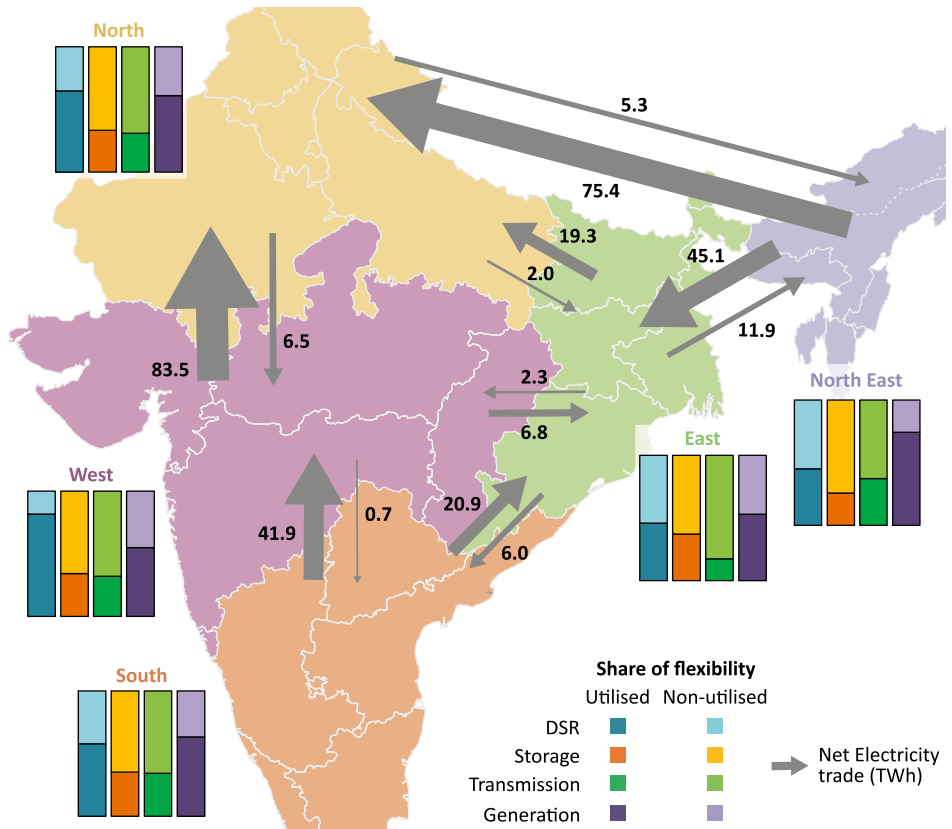 North
5.3
75.4
19.3
45.1
2.0
11.9
6.5
83.5
2.3
North East
6.8
East
West
20.9
0.7
41.9
6.0
South
Share of flexibility
Utilised Non-utilised
DSR
Storage
Transmission
Generation
Net Electricity
trade (TWh)